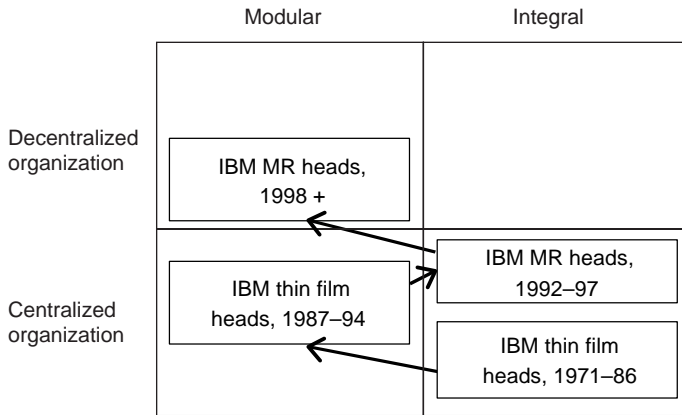 Modular
Integral
Decentralized
organization
IBM MR heads,
1998 +
Centralized
organization
IBM thin film
heads, 1987–94
IBM MR heads,
1992–97
IBM thin film
heads, 1971–86